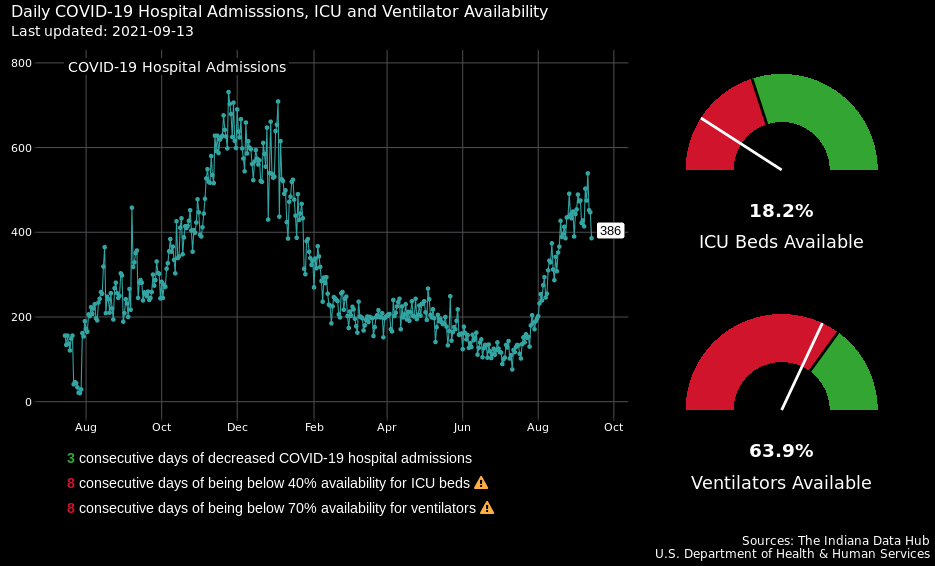 Daily COVID-19 Hospital Admisssions, ICU and Ventilator Availability
Last updated: 2021-09-13
COVID-19 Hospital Admissions
800
600
400
200
0
386
Aug Oct Dec Feb Apr Jun Aug Oct
18.2%
ICU Beds Available
63.9%
Ventilators Available
3 consecutive days of decreased COVID-19 hospital admissions
8 consecutive days of being below 40% availability for ICU beds
8 consecutive days of being below 70% availability for ventilators
Sources: The Indiana Data Hub
U.S. Department of Health & Human Services